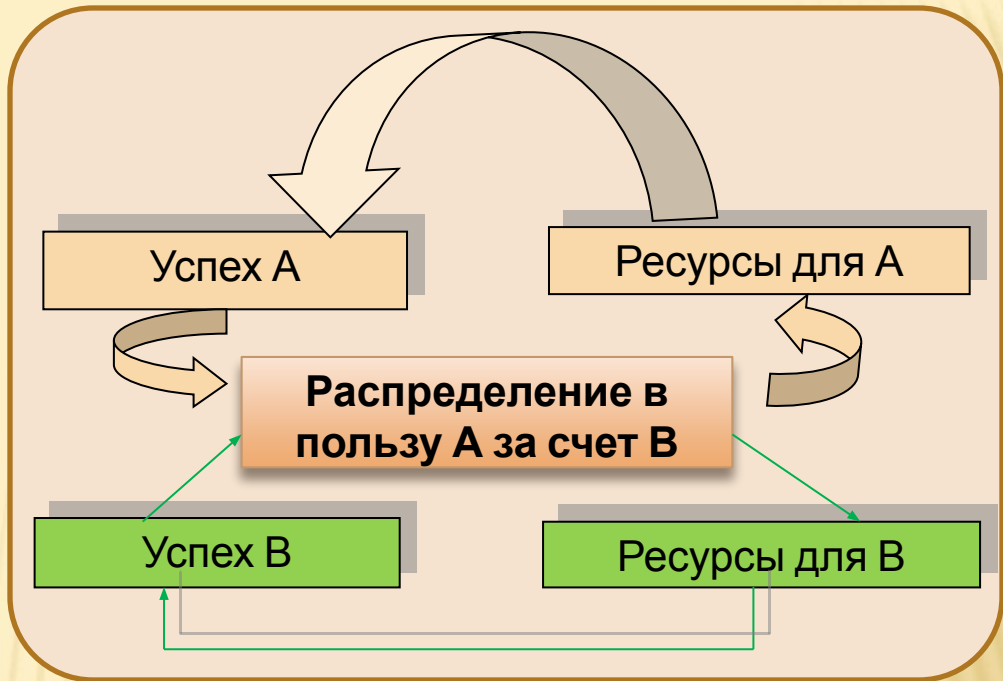 Успех А
Ресурсы для А
Распределение в
пользу А за счет В
Успех В
Ресурсы для В